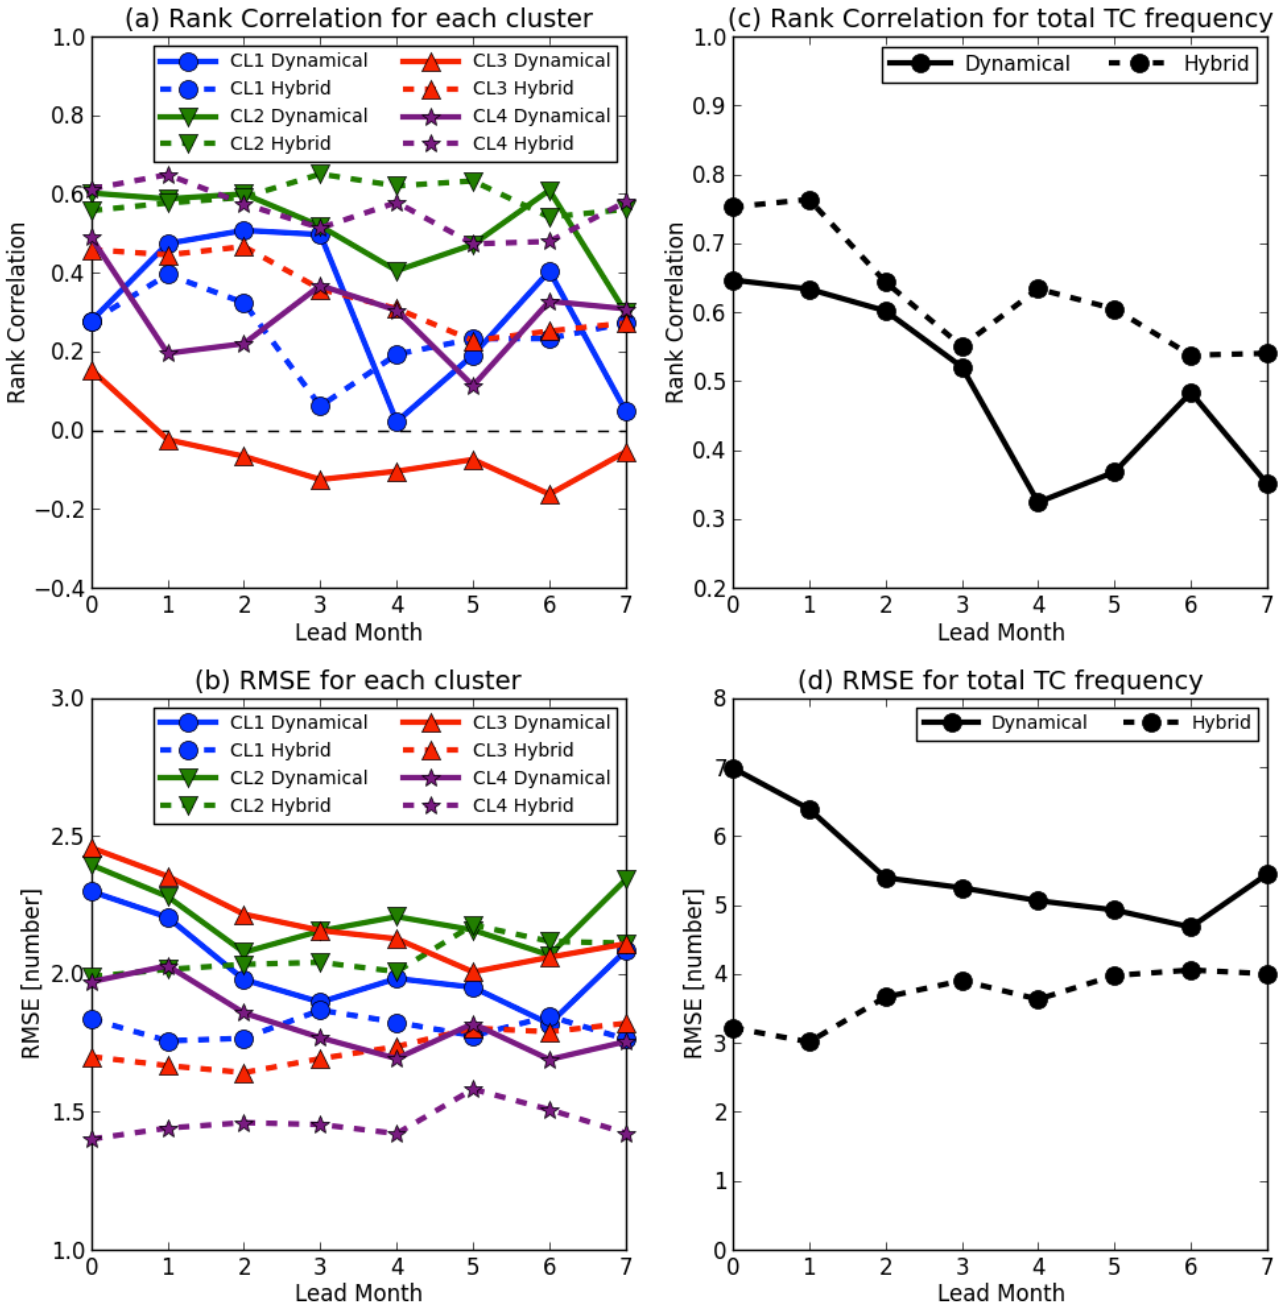 (a) Rank Correlation for each cluster
1.0
0.8
0.6
0.4
0.2
0.0
−0.2
−0.4
Rank Correlation
CL1 Dynamical
CL1 Hybrid
CL2 Dynamical
CL2 Hybrid
CL3 Dynamical
CL3 Hybrid
CL4 Dynamical
CL4 Hybrid
0 1 2 3 4 5 6 7
Lead Month
(c) Rank Correlation for total TC frequency
1.0
0.9
0.8
0.7
0.6
0.5
0.4
0.3
0.2
Rank Correlation
Dynamical
Hybrid
0 1 2 3 4 5 6 7
Lead Month
(b) RMSE for each cluster
3.0
2.5
2.0
1.5
1.0
RMSE [number]
CL1 Dynamical
CL1 Hybrid
CL2 Dynamical
CL2 Hybrid
CL3 Dynamical
CL3 Hybrid
CL4 Dynamical
CL4 Hybrid
0 1 2 3 4 5 6 7
Lead Month
(d) RMSE for total TC frequency
8
7
6
5
4
3
2
1
0
RMSE [number]
Dynamical
Hybrid
0 1 2 3 4 5 6 7
Lead Month